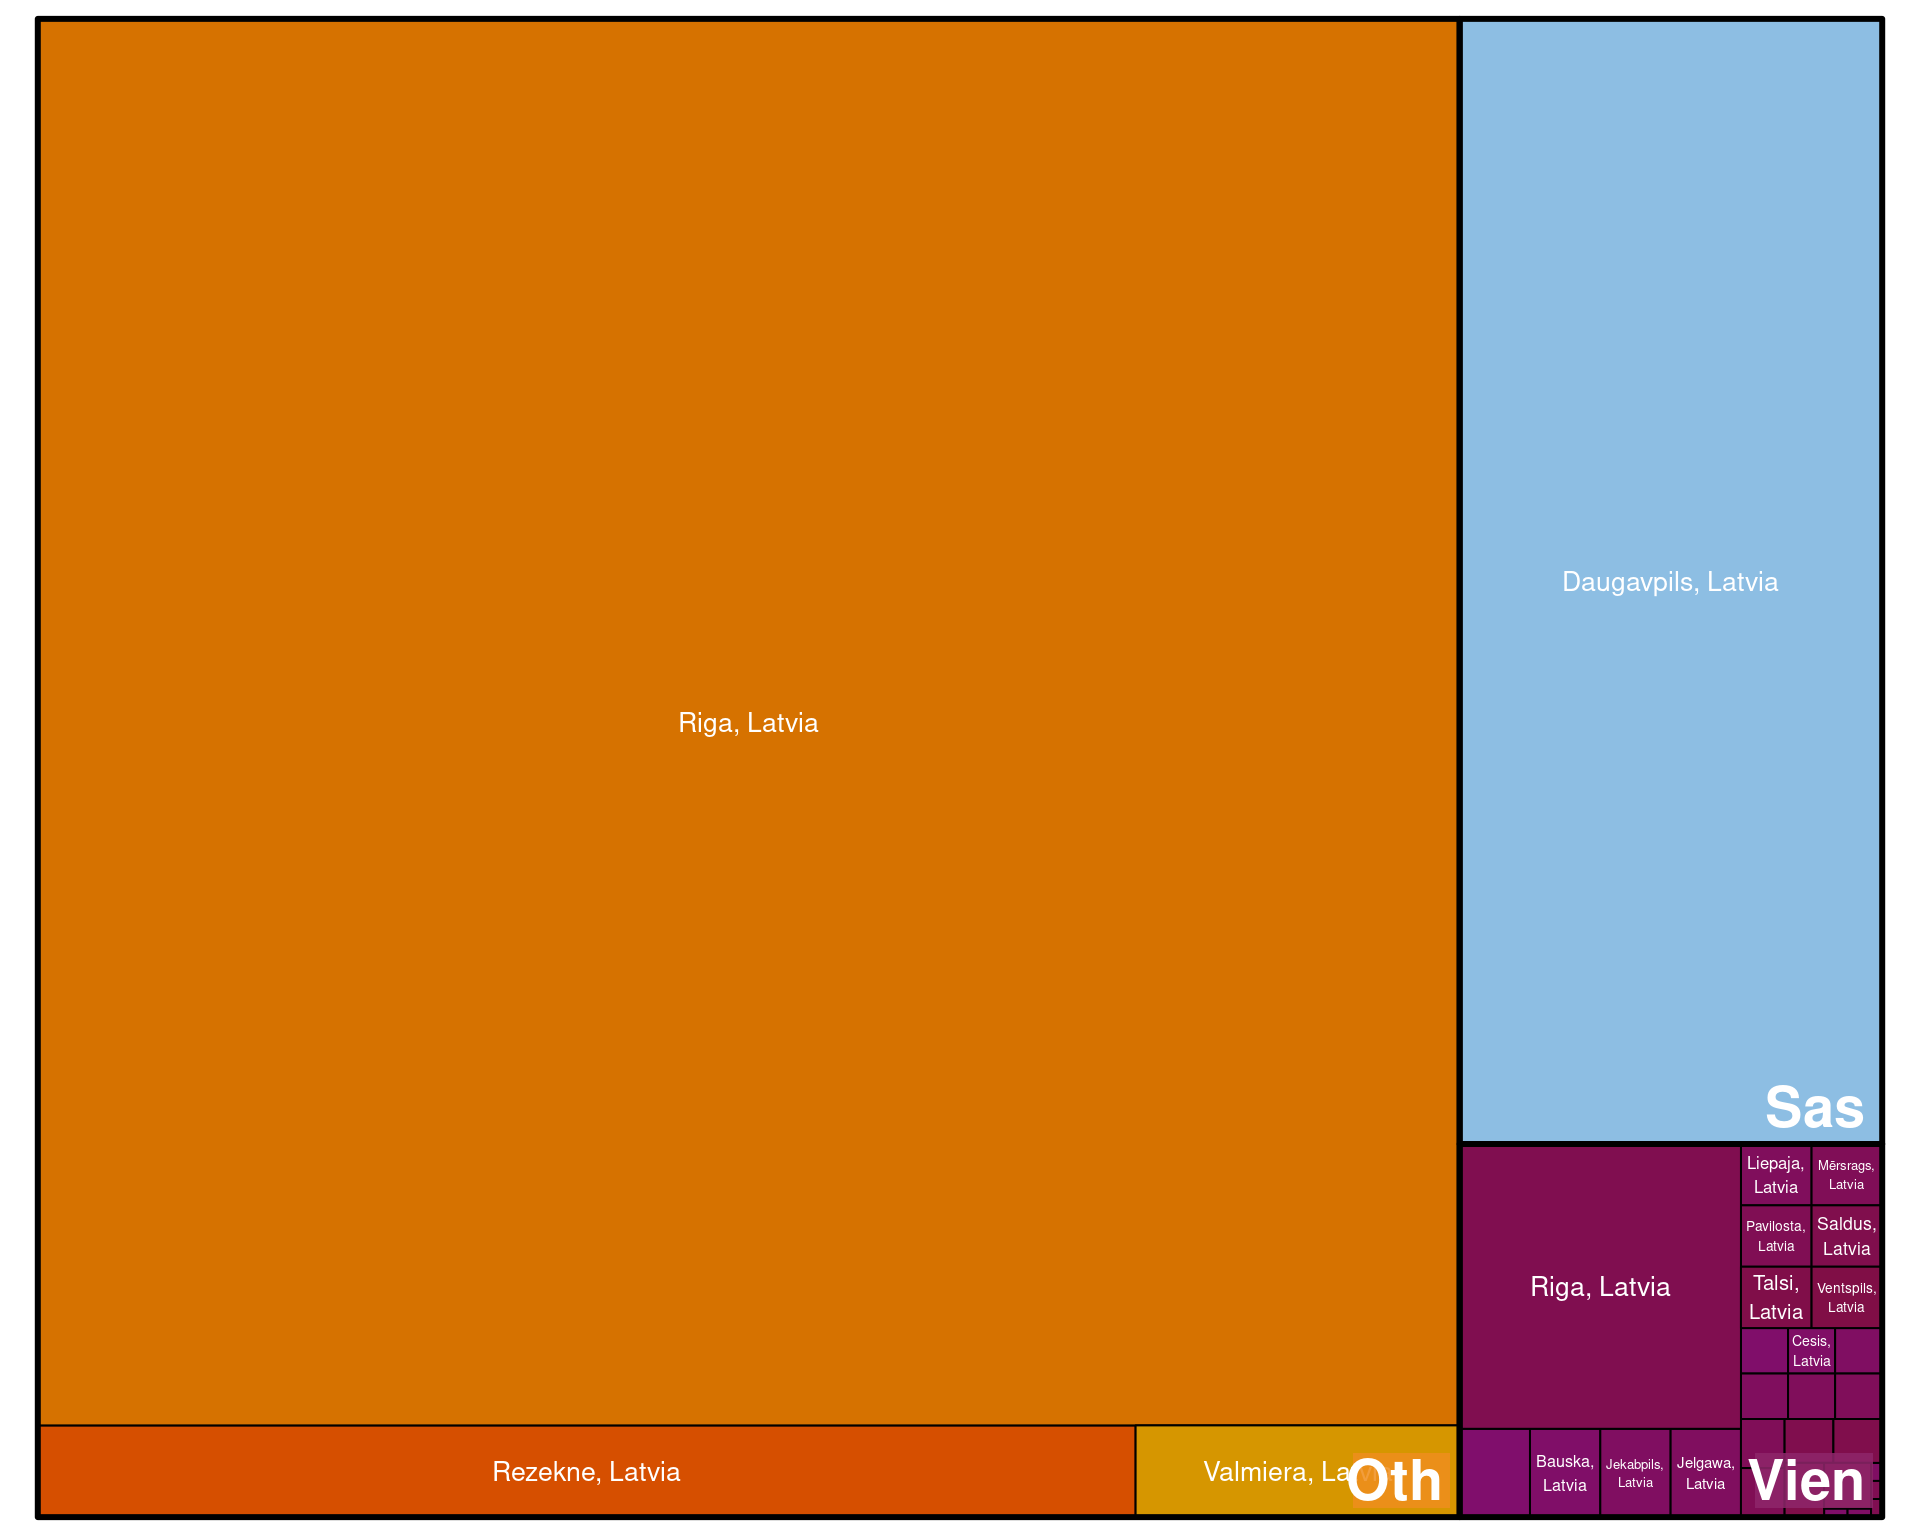 Riga, Latvia
Rezekne, Latvia
Valmiera, La
Oth
Daugavpils, Latvia
Sas
Riga, Latvia
Liepaja,
Latvia
Mērsrags,
Latvia
Pavilosta,
Latvia
Saldus,
Latvia
Talsi,
Latvia
Ventspils,
Latvia
Cesis,
Latvia
Bauska,
Latvia
Jekabpils,
Latvia
Jelgawa,
Latvia
Vien